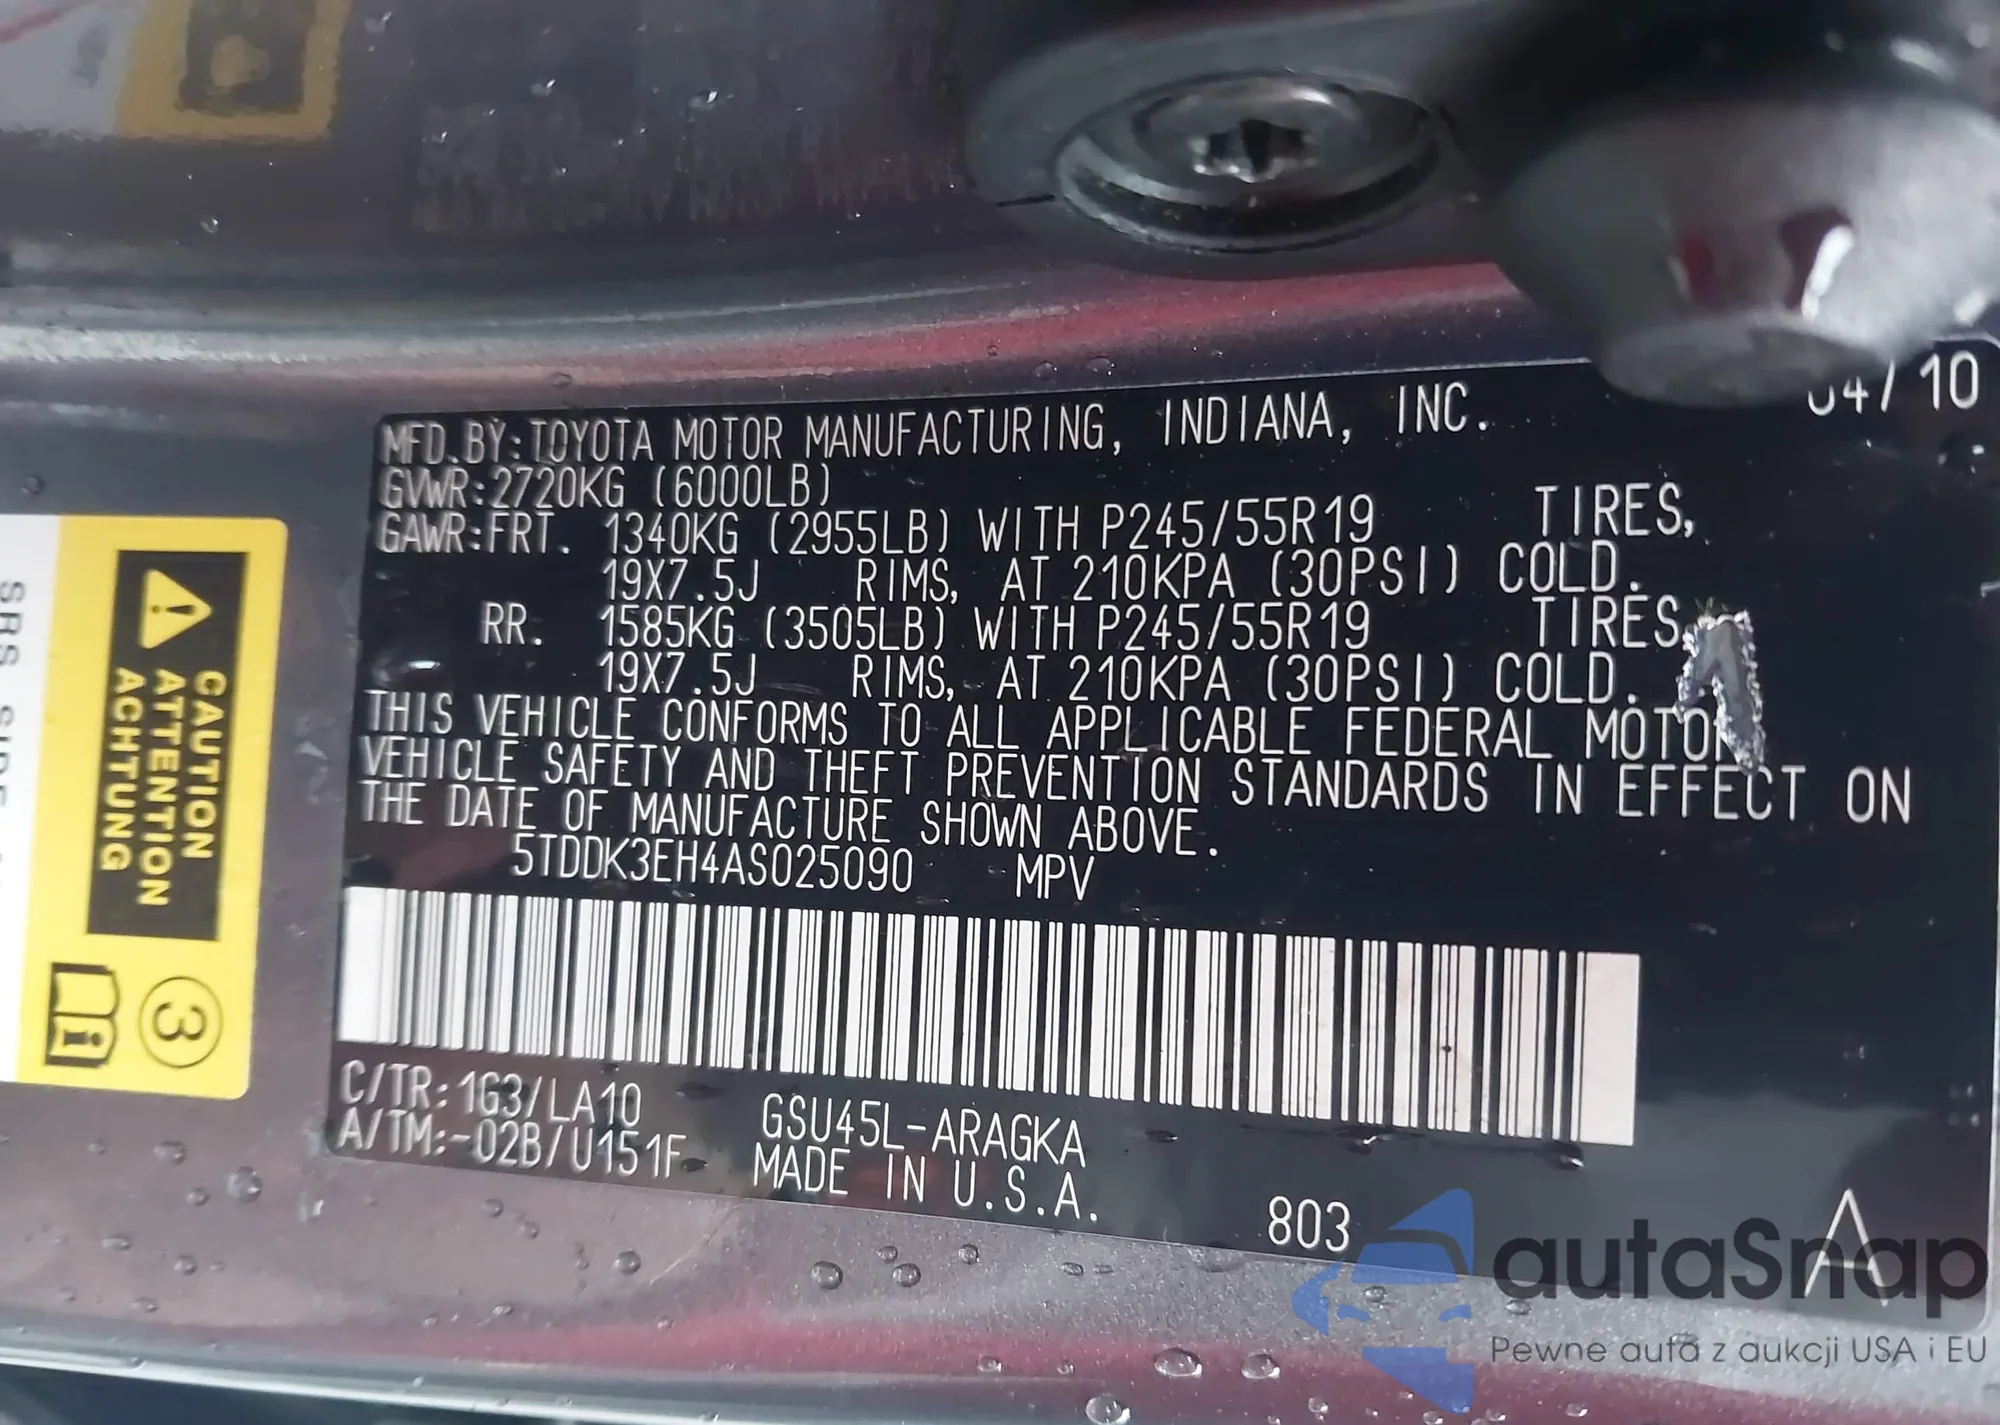 04/10
MFD.BY:TOYOTA MOTOR MANUFACTURING, INDIANA, INC.
GVWR:2720KG (6000LB)
GAWR:FRT. 1340KG (2955LB) WITH P245/55R19 TIRES,
19X7.5J RIMS, AT 210KPA (30PSI) COLD.
RR. 1585KG (3505LB) WITH P245/55R19 TIRES
19X7.5J RIMS, AT 210KPA (30PSI) COLD.
THIS VEHICLE CONFORMS TO ALL APPLICABLE FEDERAL MOTOR
VEHICLE SAFETY AND THEFT PREVENTION STANDARDS IN EFFECT ON
THE DATE OF MANUFACTURE SHOWN ABOVE.
5TDDK3EH4AS025090 MPV
C/TR:1G3/LA10 GSU45L-ARAGKA
A/TM:-02B/U151F MADE IN U.S.A.
803
A
CAUTION
ATTENTION
ACHTUNG
3
i
SRS SIDE
autaSnap
Pewne auta z aukcji USA i EU